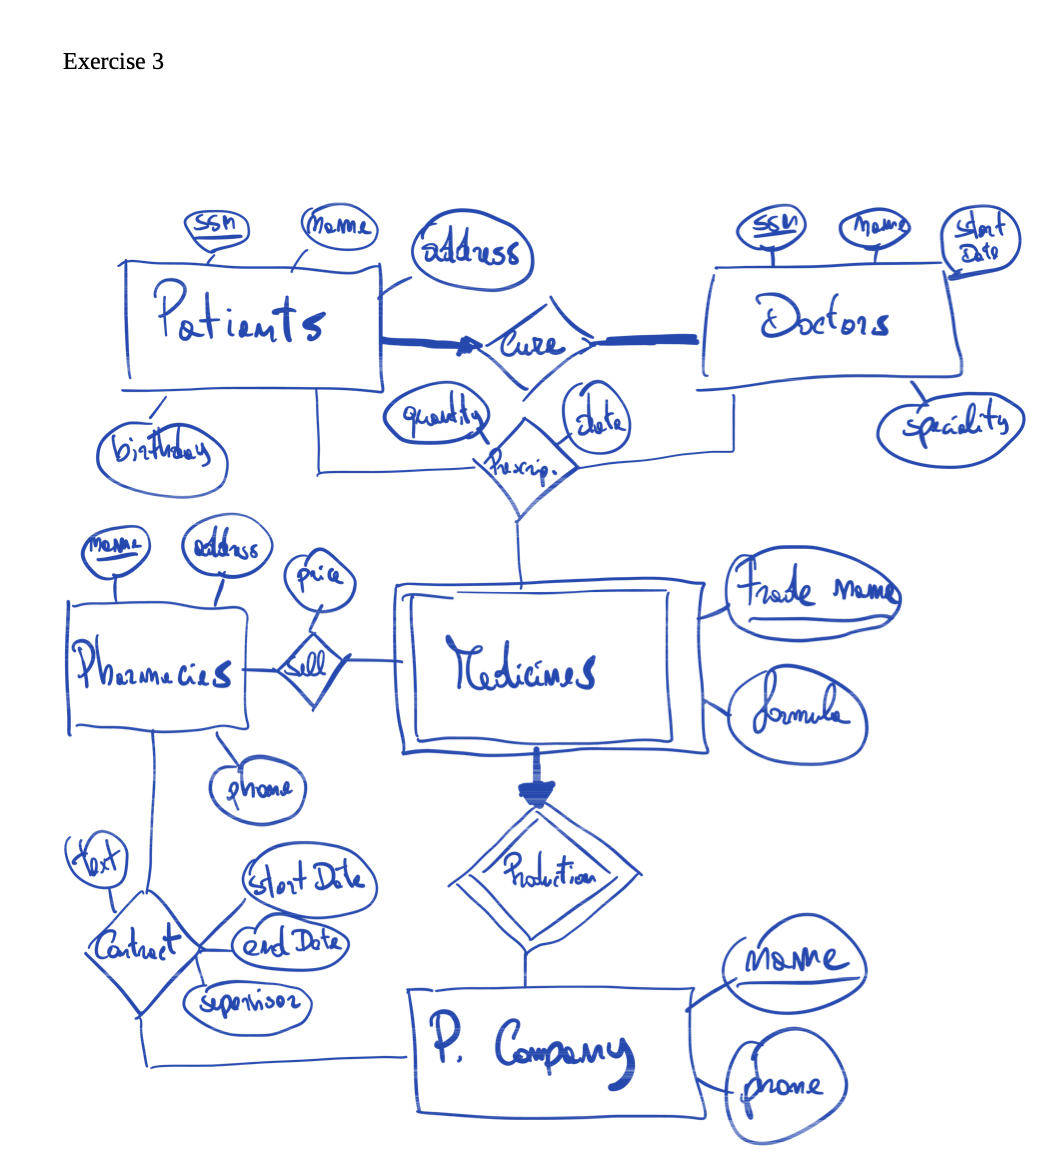 Exercise 3
ssn
name
address
ssn
name
start
Date
Patients
Cure
Doctors
quantity
date
speciality
birthday
Prescrip.
name
address
price
Trade name
Pharmacies
Sell
Medicines
formula
phone
text
start Date
Production
Contract
end Date
supervisor
name
P. Company
phone